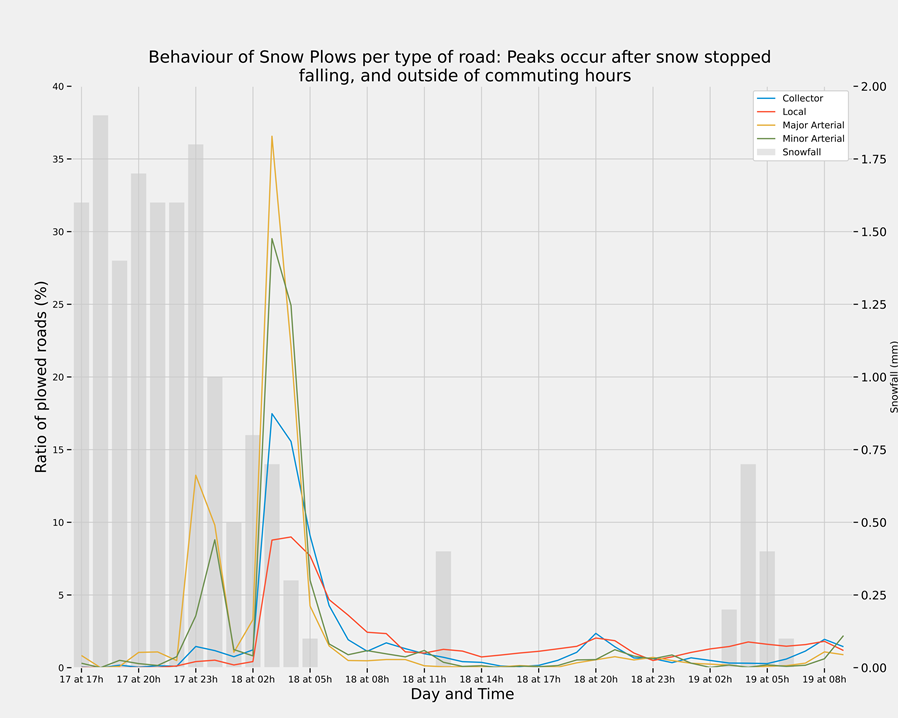 Behaviour of Snow Plows per type of road: Peaks occur after snow stopped
falling, and outside of commuting hours
Collector
Local
Major Arterial
Minor Arterial
Snowfall
Ratio of plowed roads (%)
40
35
30
25
20
15
10
5
0
2.00
1.75
1.50
1.25
1.00
0.75
0.50
0.25
0.00
Snowfall (mm)
17 at 17h 17 at 20h 17 at 23h 18 at 02h 18 at 05h 18 at 08h 18 at 11h 18 at 14h 18 at 17h 18 at 20h 18 at 23h 19 at 02h 19 at 05h 19 at 08h
Day and Time